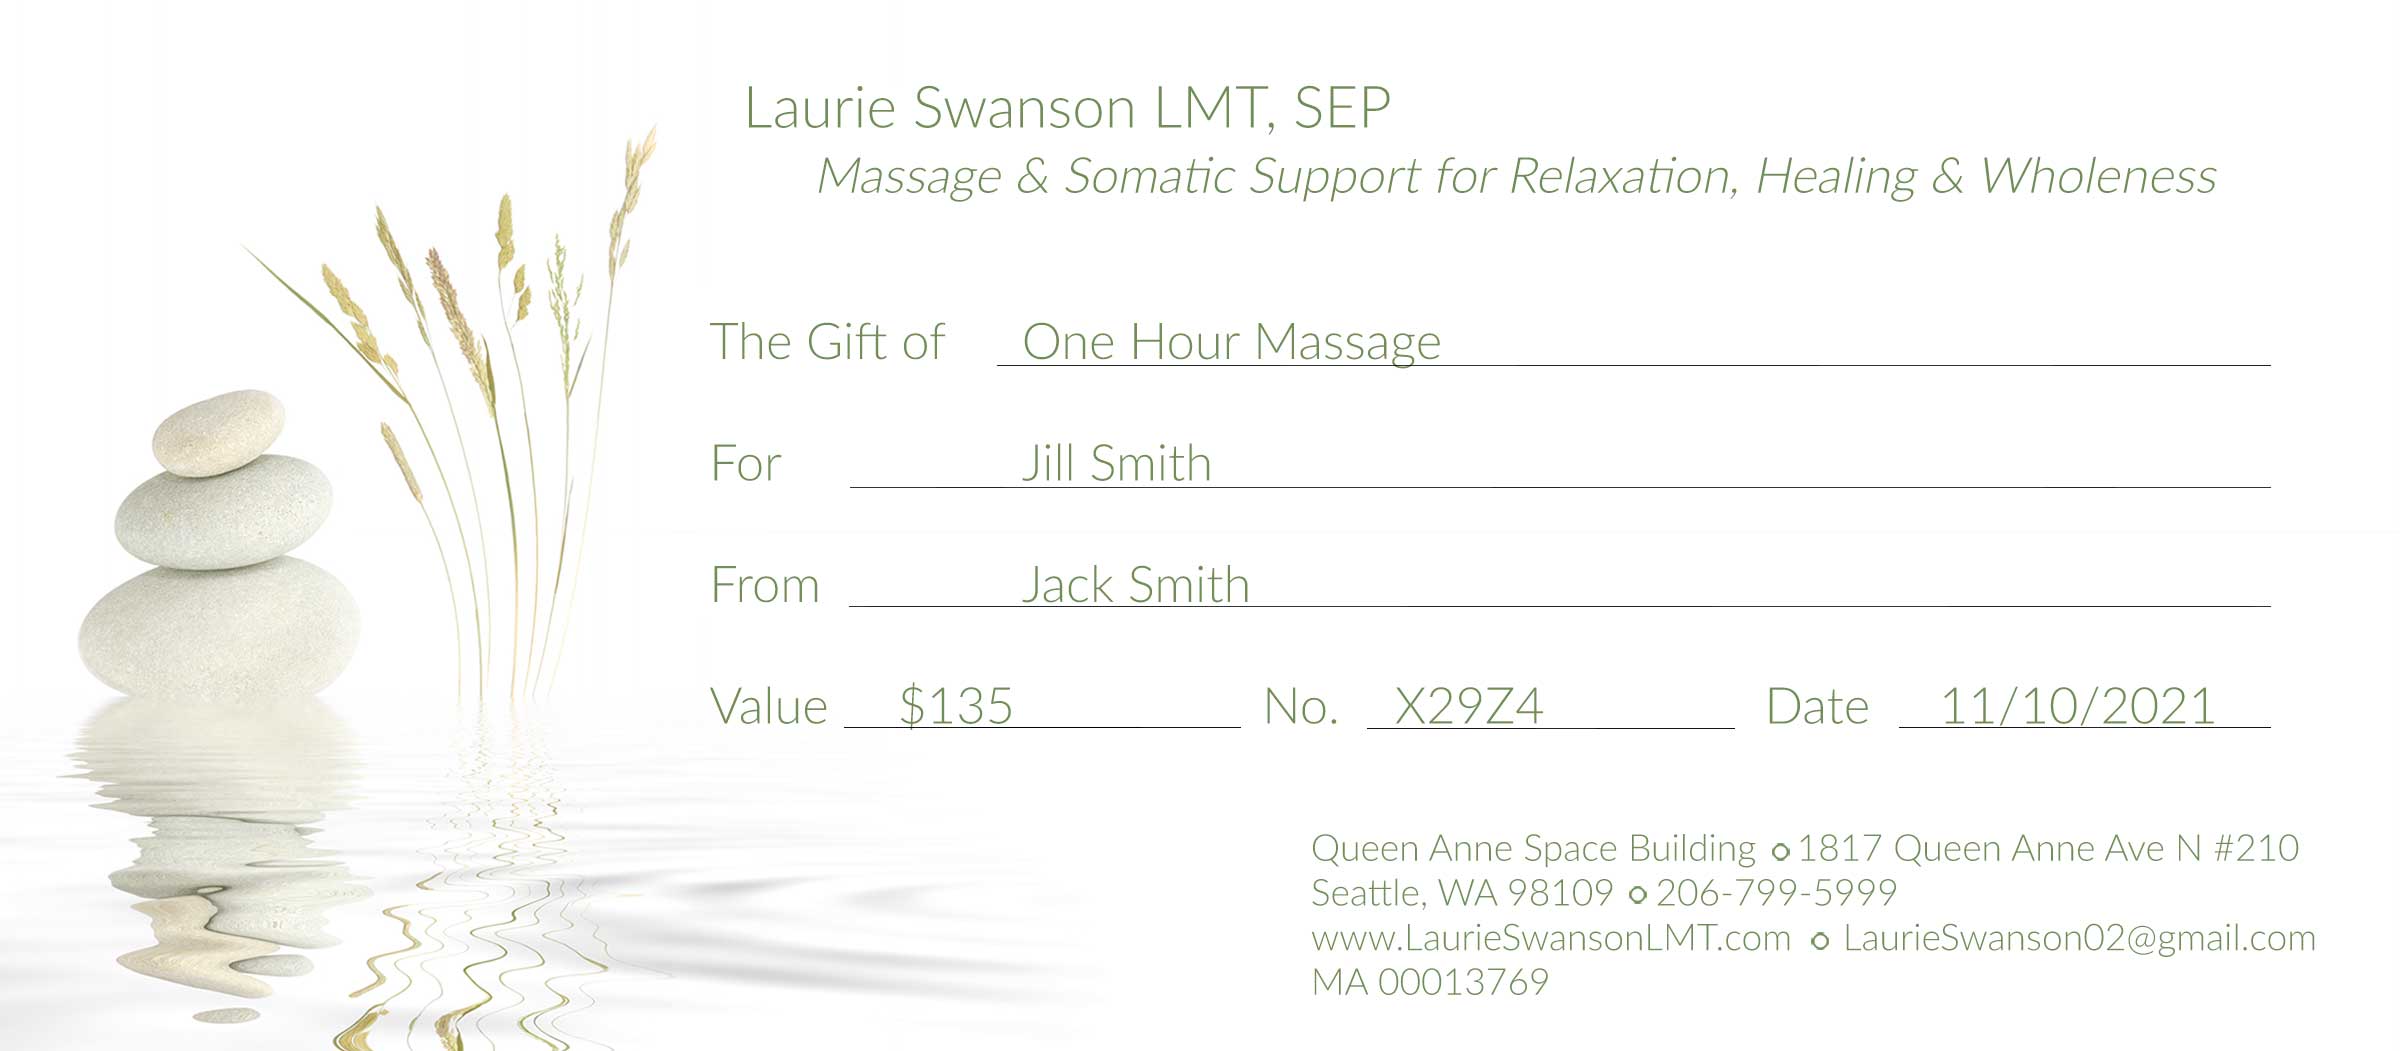 Laurie Swanson LMT, SEP
Massage & Somatic Support for Relaxation, Healing & Wholeness
The Gift of One Hour Massage
For Jill Smith
From Jack Smith
Value $135 No. X29Z4 Date 11/10/2021
Queen Anne Space Building o 1817 Queen Anne Ave N #210
Seattle, WA 98109 o 206-799-5999
www.LaurieSwansonLMT.com o LaurieSwanson02@gmail.com
MA 00013769